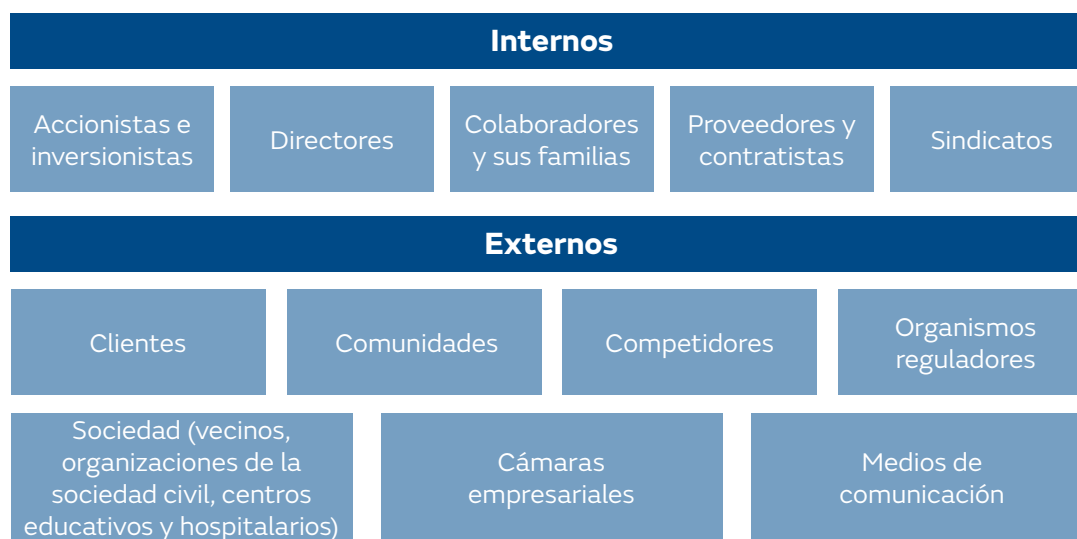 Internos
Accionistas e
inversionistas
Directores
Colaboradores
y sus familias
Proveedores y
contratistas
Sindicatos
Externos
Clientes
Comunidades
Competidores
Organismos
reguladores
Sociedad (vecinos,
organizaciones de la
sociedad civil, centros
educativos y hospitalarios)
Cámaras
empresariales
Medios de
comunicación